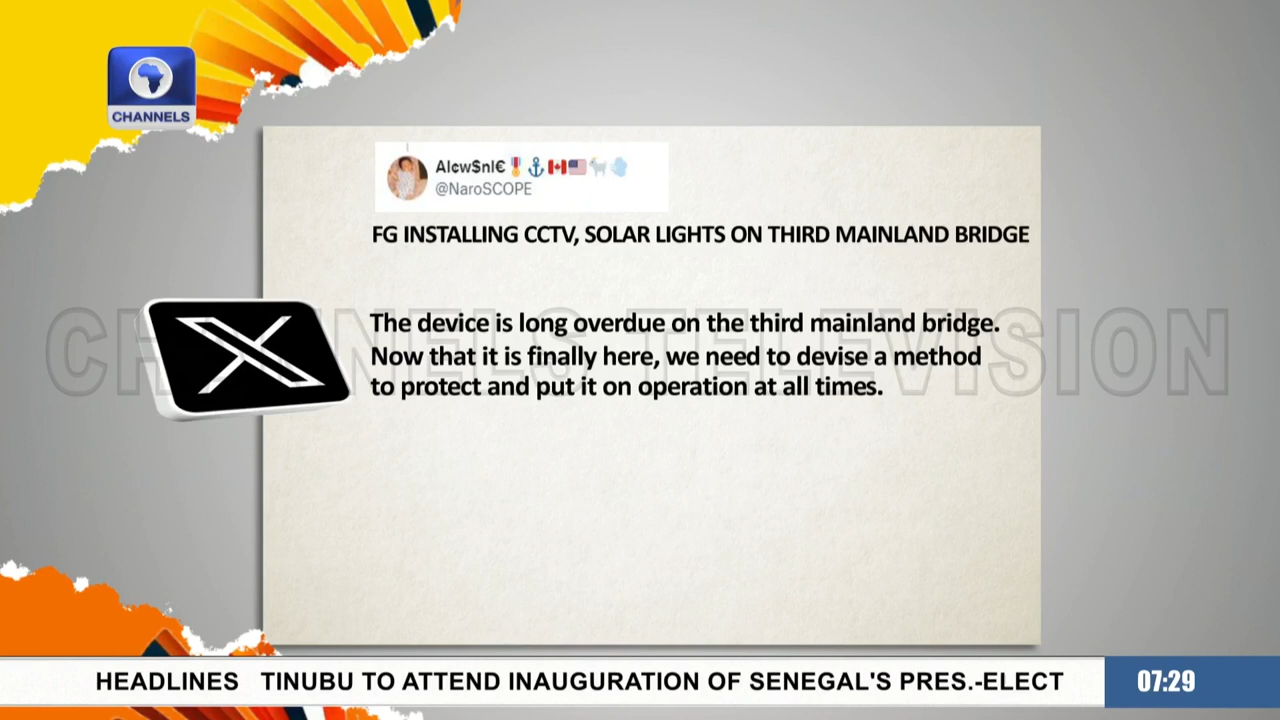 CHANNELS
Alcw$nl€
@NaroSCOPE
FG INSTALLING CCTV, SOLAR LIGHTS ON THIRD MAINLAND BRIDGE
CHANNELS TELEVISION
The device is long overdue on the third mainland bridge.
Now that it is finally here, we need to devise a method
to protect and put it on operation at all times.
HEADLINES TINUBU TO ATTEND INAUGURATION OF SENEGAL'S PRES.-ELECT
07:29